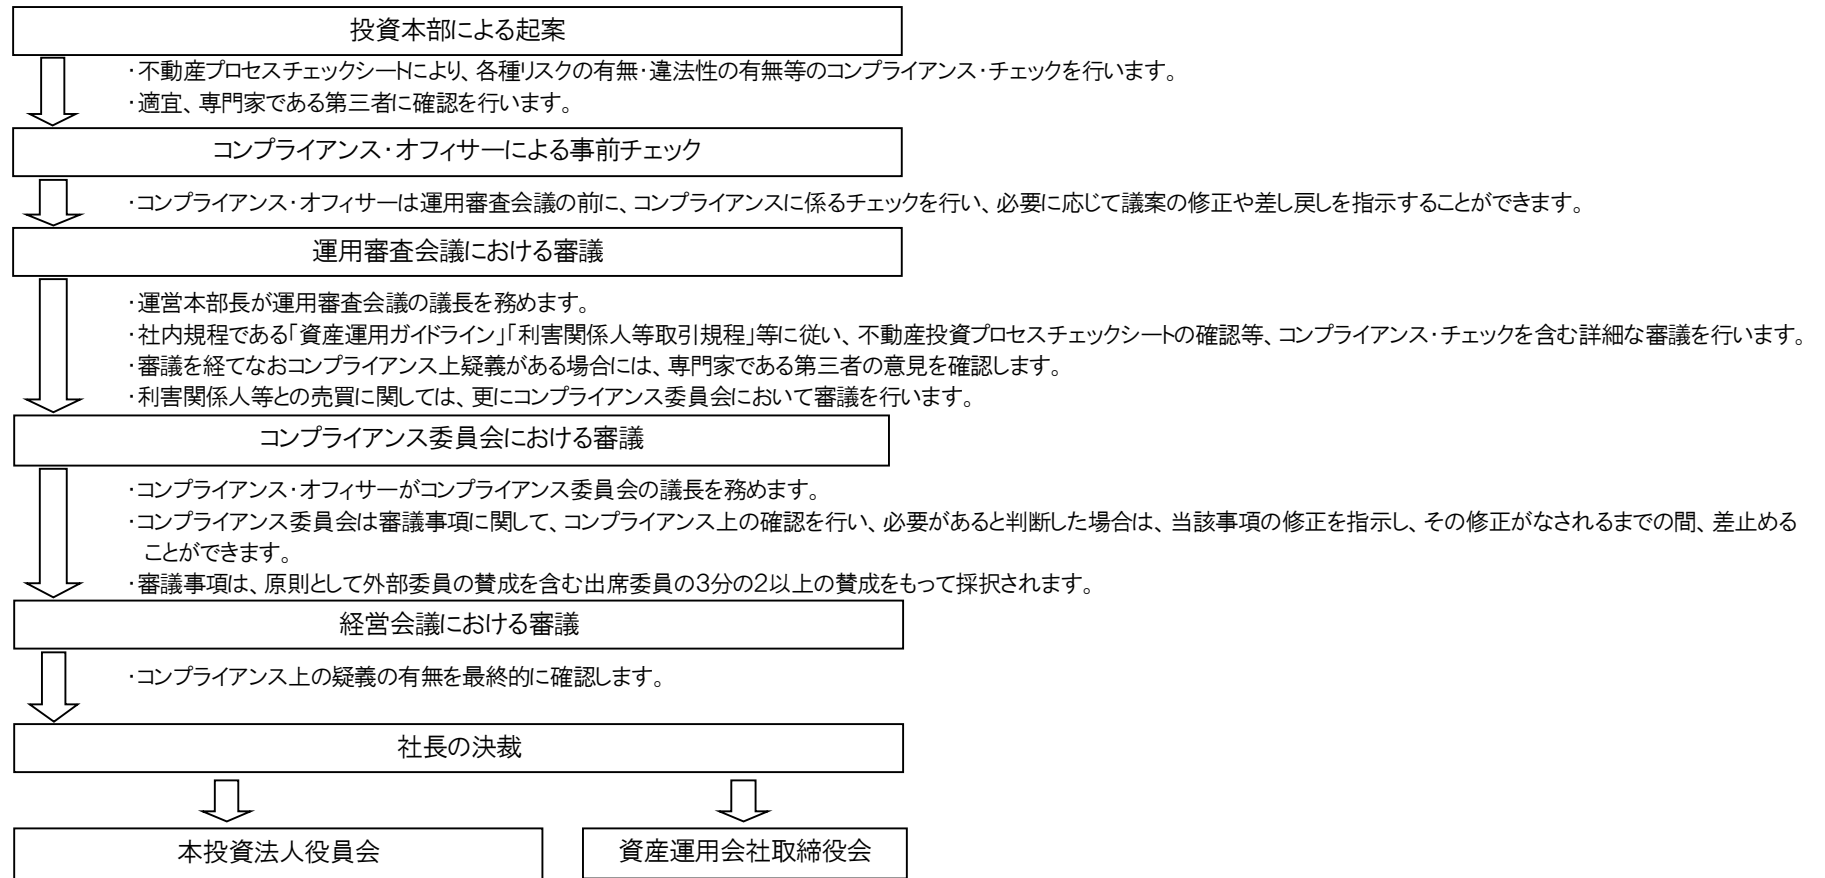 投資本部による起案
・不動産プロセスチェックシートにより、各種リスクの有無・違法性の有無等のコンプライアンス・チェックを行います。
・適宜、専門家である第三者に確認を行います。
コンプライアンス・オフィサーによる事前チェック
・コンプライアンス・オフィサーは運用審査会議の前に、コンプライアンスに係るチェックを行い、必要に応じて議案の修正や差し戻しを指示することができます。
運用審査会議における審議
・運営本部長が運用審査会議の議長を務めます。
・社内規程である「資産運用ガイドライン」「利害関係人等取引規程」等に従い、不動産投資プロセスチェックシートの確認等、コンプライアンス・チェックを含む詳細な審議を行います。
・審議を経てなおコンプライアンス上疑義がある場合には、専門家である第三者の意見を確認します。
・利害関係人等との売買に関しては、更にコンプライアンス委員会において審議を行います。
コンプライアンス委員会における審議
・コンプライアンス・オフィサーがコンプライアンス委員会の議長を務めます。
・コンプライアンス委員会は審議事項に関して、コンプライアンス上の確認を行い、必要があると判断した場合は、当該事項の修正を指示し、その修正がなされるまでの間、差止める
ことができます。
・審議事項は、原則として外部委員の賛成を含む出席委員の3分の2以上の賛成をもって採択されます。
経営会議における審議
・コンプライアンス上の疑義の有無を最終的に確認します。
社長の決裁
本投資法人役員会
資産運用会社取締役会